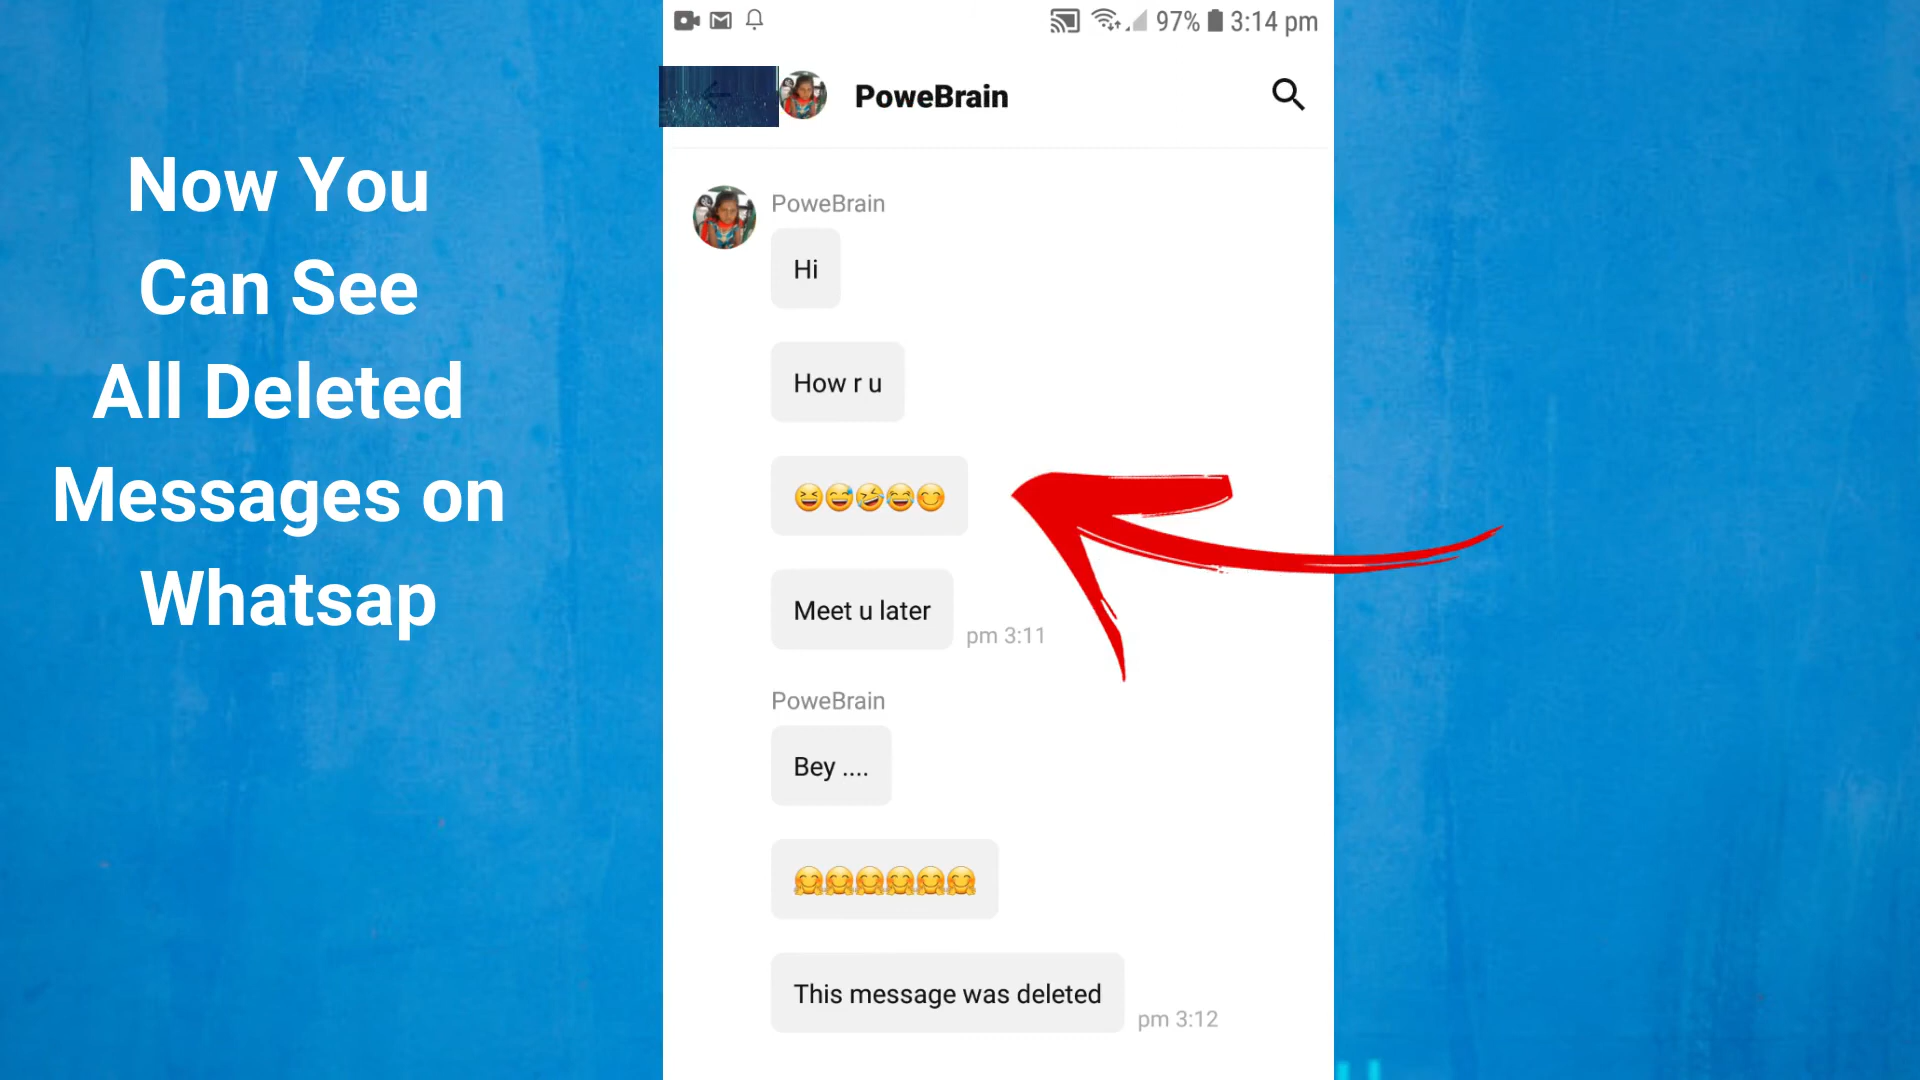 Now You
Can See
All Deleted
Messages on
Whatsap
97% 3:14 pm
PoweBrain
PoweBrain
Hi
How r u
😆😅🤣😂😊
Meet u later
pm 3:11
PoweBrain
Bey ....
🤗🤗🤗🤗🤗🤗
This message was deleted
pm 3:12